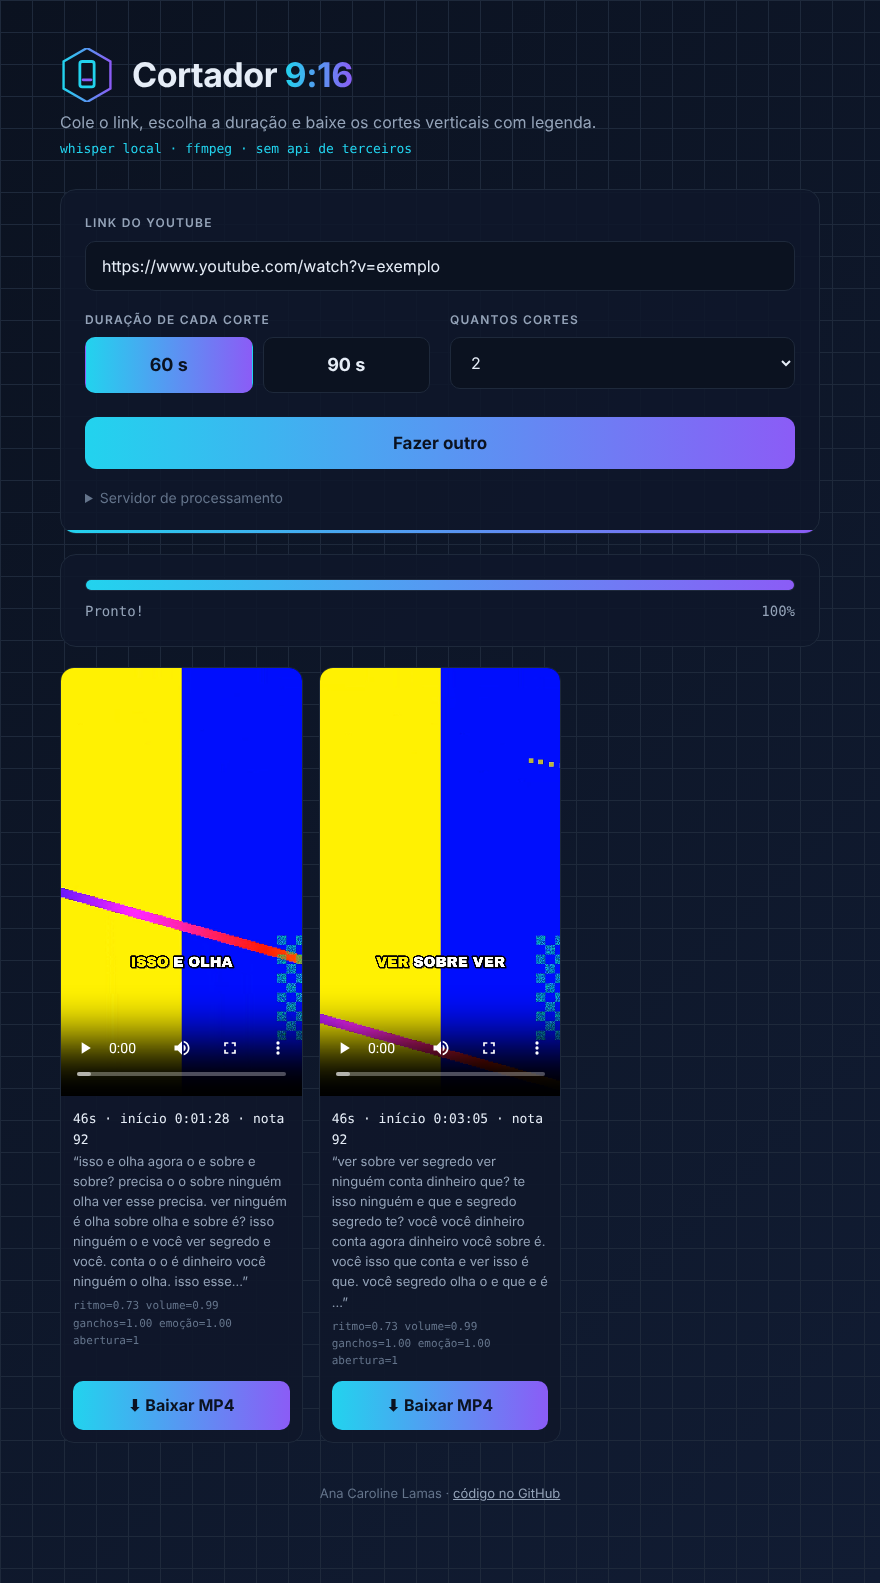 Cortador 9:16
Cole o link, escolha a duração e baixe os cortes verticais com legenda.
whisper local · ffmpeg · sem api de terceiros
LINK DO YOUTUBE
https://www.youtube.com/watch?v=exemplo
DURAÇÃO DE CADA CORTE
QUANTOS CORTES
60 s
90 s
2
Fazer outro
▶ Servidor de processamento
Pronto!
100%
ISSO E OLHA
0:00
46s · início 0:01:28 · nota
92
“isso e olha agora o e sobre e
sobre? precisa o o sobre ninguém
olha ver esse precisa. ver ninguém
é olha sobre olha e sobre é? isso
ninguém o e você ver segredo e
você. conta o o é dinheiro você
ninguém o olha. isso esse…”
ritmo=0.73 volume=0.99
ganchos=1.00 emoção=1.00
abertura=1
⬇ Baixar MP4
VER SOBRE VER
0:00
46s · início 0:03:05 · nota
92
“ver sobre ver segredo ver
ninguém conta dinheiro que? te
isso ninguém e que e segredo
segredo te? você você dinheiro
conta agora dinheiro você sobre é.
você isso que conta e ver isso é
que. você segredo olha o e que e é
…”
ritmo=0.73 volume=0.99
ganchos=1.00 emoção=1.00
abertura=1
⬇ Baixar MP4
Ana Caroline Lamas · código no GitHub